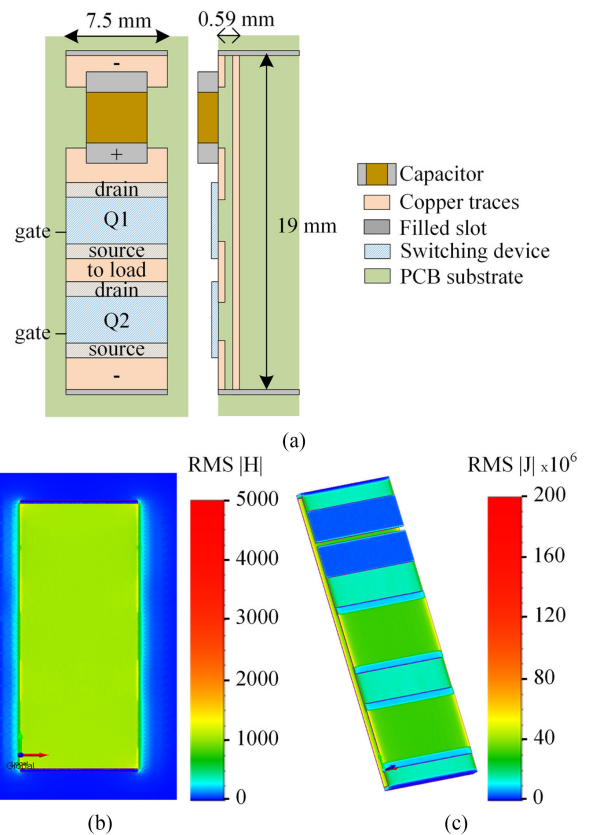 7.5 mm
0.59 mm
-
+
drain
Q1
gate
source
to load
drain
Q2
gate
source
-
19 mm
Capacitor
Copper traces
Filled slot
Switching device
PCB substrate
(a)
RMS |H|
5000
4000
3000
2000
1000
0
Global
(b)
RMS |J| x10⁶
200
160
120
80
40
0
(c)